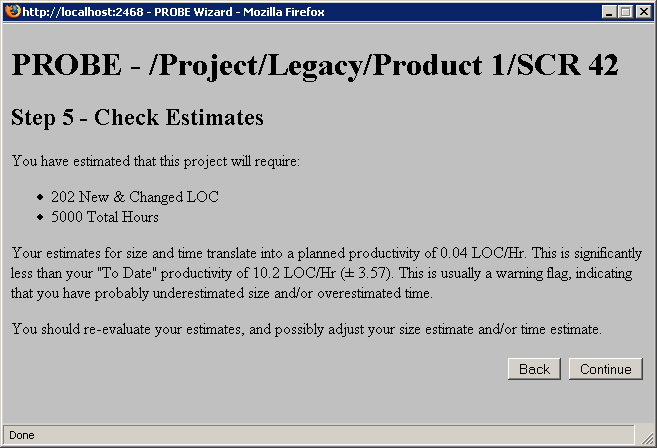 http://localhost:2468 - PROBE Wizard - Mozilla Firefox
PROBE - /Project/Legacy/Product 1/SCR 42
Step 5 - Check Estimates
You have estimated that this project will require:
• 202 New & Changed LOC
• 5000 Total Hours
Your estimates for size and time translate into a planned productivity of 0.04 LOC/Hr. This is significantly
less than your "To Date" productivity of 10.2 LOC/Hr (± 3.57). This is usually a warning flag, indicating
that you have probably underestimated size and/or overestimated time.
You should re-evaluate your estimates, and possibly adjust your size estimate and/or time estimate.
Back Continue
Done